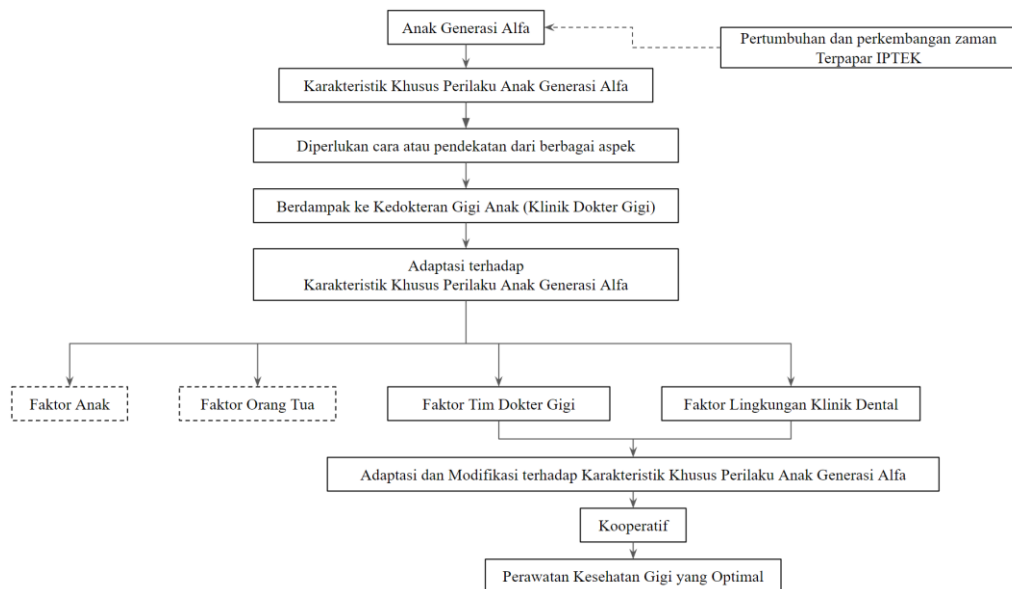 Anak Generasi Alfa
Pertumbuhan dan perkembangan zaman
Terpapar IPTEK
Karakteristik Khusus Perilaku Anak Generasi Alfa
Diperlukan cara atau pendekatan dari berbagai aspek
Berdampak ke Kedokteran Gigi Anak (Klinik Dokter Gigi)
Adaptasi terhadap
Karakteristik Khusus Perilaku Anak Generasi Alfa
Faktor Anak
Faktor Orang Tua
Faktor Tim Dokter Gigi
Faktor Lingkungan Klinik Dental
Adaptasi dan Modifikasi terhadap Karakteristik Khusus Perilaku Anak Generasi Alfa
Kooperatif
Perawatan Kesehatan Gigi yang Optimal